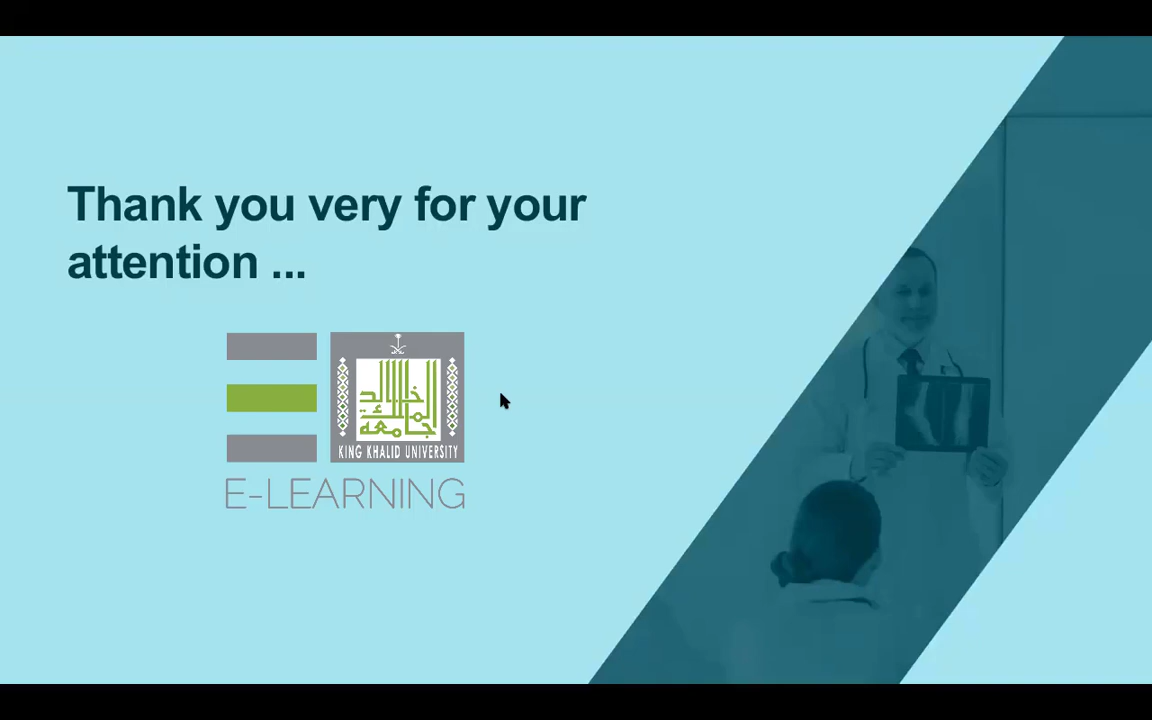 Thank you very for your
attention ...
جامعة
الملك
خالد
KING KHALID UNIVERSITY
E-LEARNING